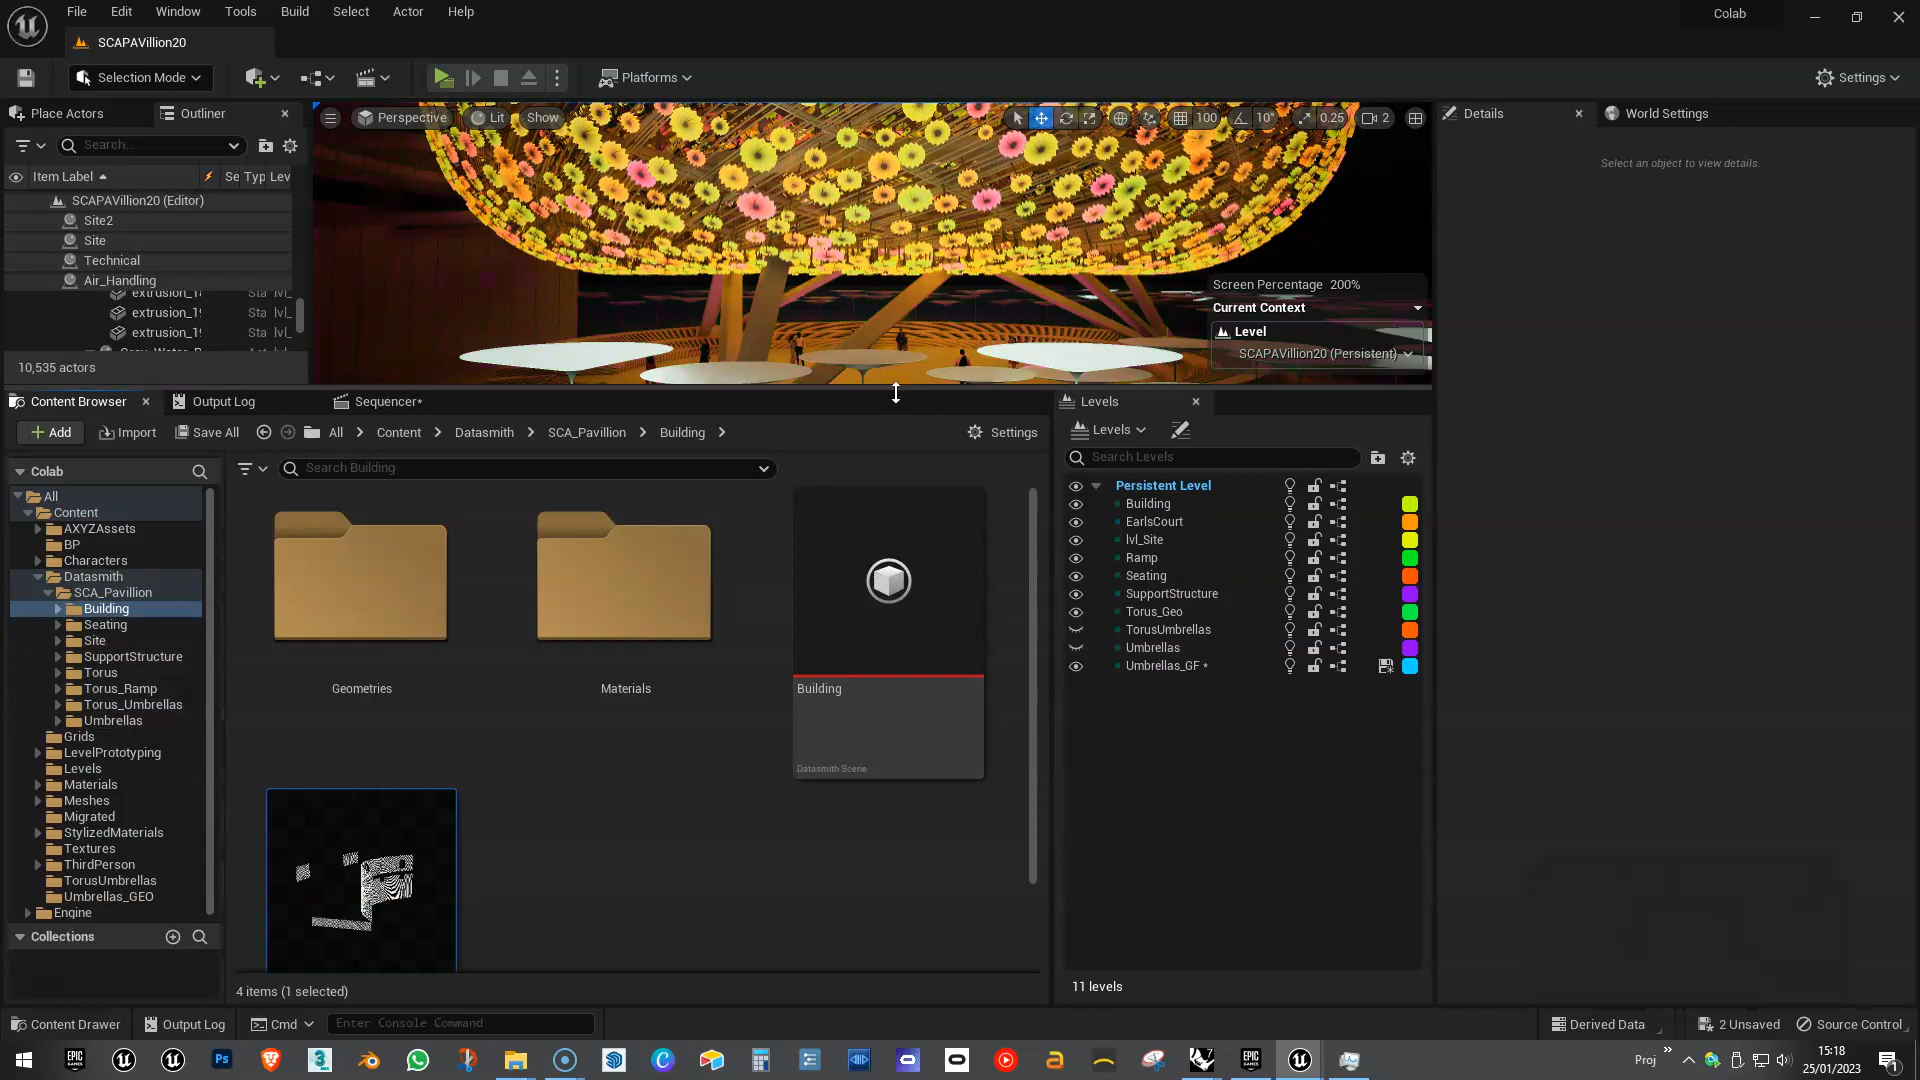 File Edit Window Tools Build Select Actor Help
Colab
SCAPAVillion20
Selection Mode
Platforms
Settings
Place Actors
Outliner
Perspective
Lit
Show
100
10°
0.25
2
Details
World Settings
Search...
Select an object to view details.
Item Label
Se Typ Lev
SCAPAVillion20 (Editor)
Site2
Site
Technical
Air_Handling
extrusion_1
Sta lvl_
extrusion_19
Sta lvl_
extrusion_19
Sta lvl_
10,535 actors
Screen Percentage 200%
Current Context
Level
SCAPAVillion20 (Persistent)
Content Browser
Output Log
Sequencer*
Levels
Add
Import
Save All
All
Content
Datasmith
SCA_Pavillion
Building
Settings
Levels
Search Building
Search Levels
Colab
All
Content
AXYZAssets
BP
Characters
Datasmith
SCA_Pavillion
Building
Seating
Site
SupportStructure
Torus
Torus_Ramp
Torus_Umbrellas
Umbrellas
Grids
LevelPrototyping
Levels
Materials
Meshes
Migrated
StylizedMaterials
Textures
ThirdPerson
TorusUmbrellas
Umbrellas_GEO
Engine
Collections
Geometries
Materials
Building
Datasmith Scene
4 items (1 selected)
Persistent Level
Building
EarlsCourt
lvl_Site
Ramp
Seating
SupportStructure
Torus_Geo
TorusUmbrellas
Umbrellas
Umbrellas_GF *
11 levels
Content Drawer
Output Log
Cmd
Enter Console Command
Derived Data
2 Unsaved
Source Control
Proj
15:18
25/01/2023